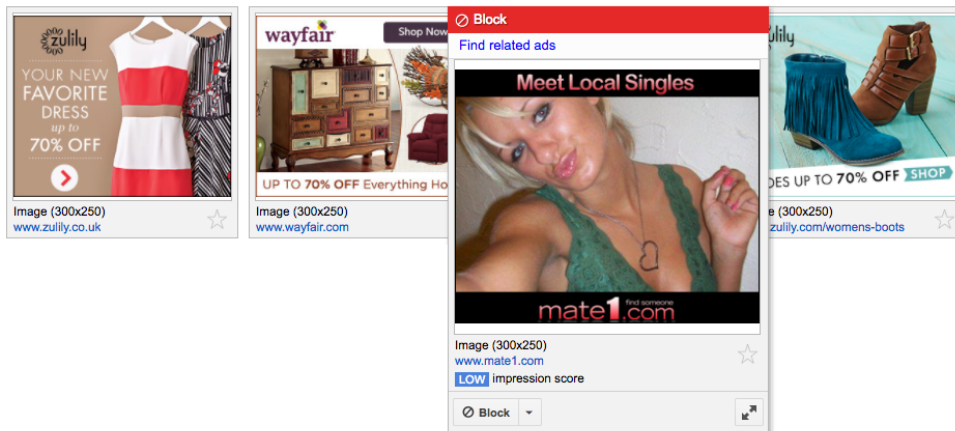 zulily
YOUR NEW
FAVORITE
DRESS
up to
70% OFF
Image (300x250)
www.zulily.co.uk
wayfair
Shop Now
UP TO 70% OFF Everything Ho
Image (300x250)
www.wayfair.com
Block
Find related ads
Meet Local Singles
find someone
mate1.com
Image (300x250)
www.mate1.com
LOW impression score
Block
ulily
OES UP TO 70% OFF SHOP
e (300x250)
zulily.com/womens-boots